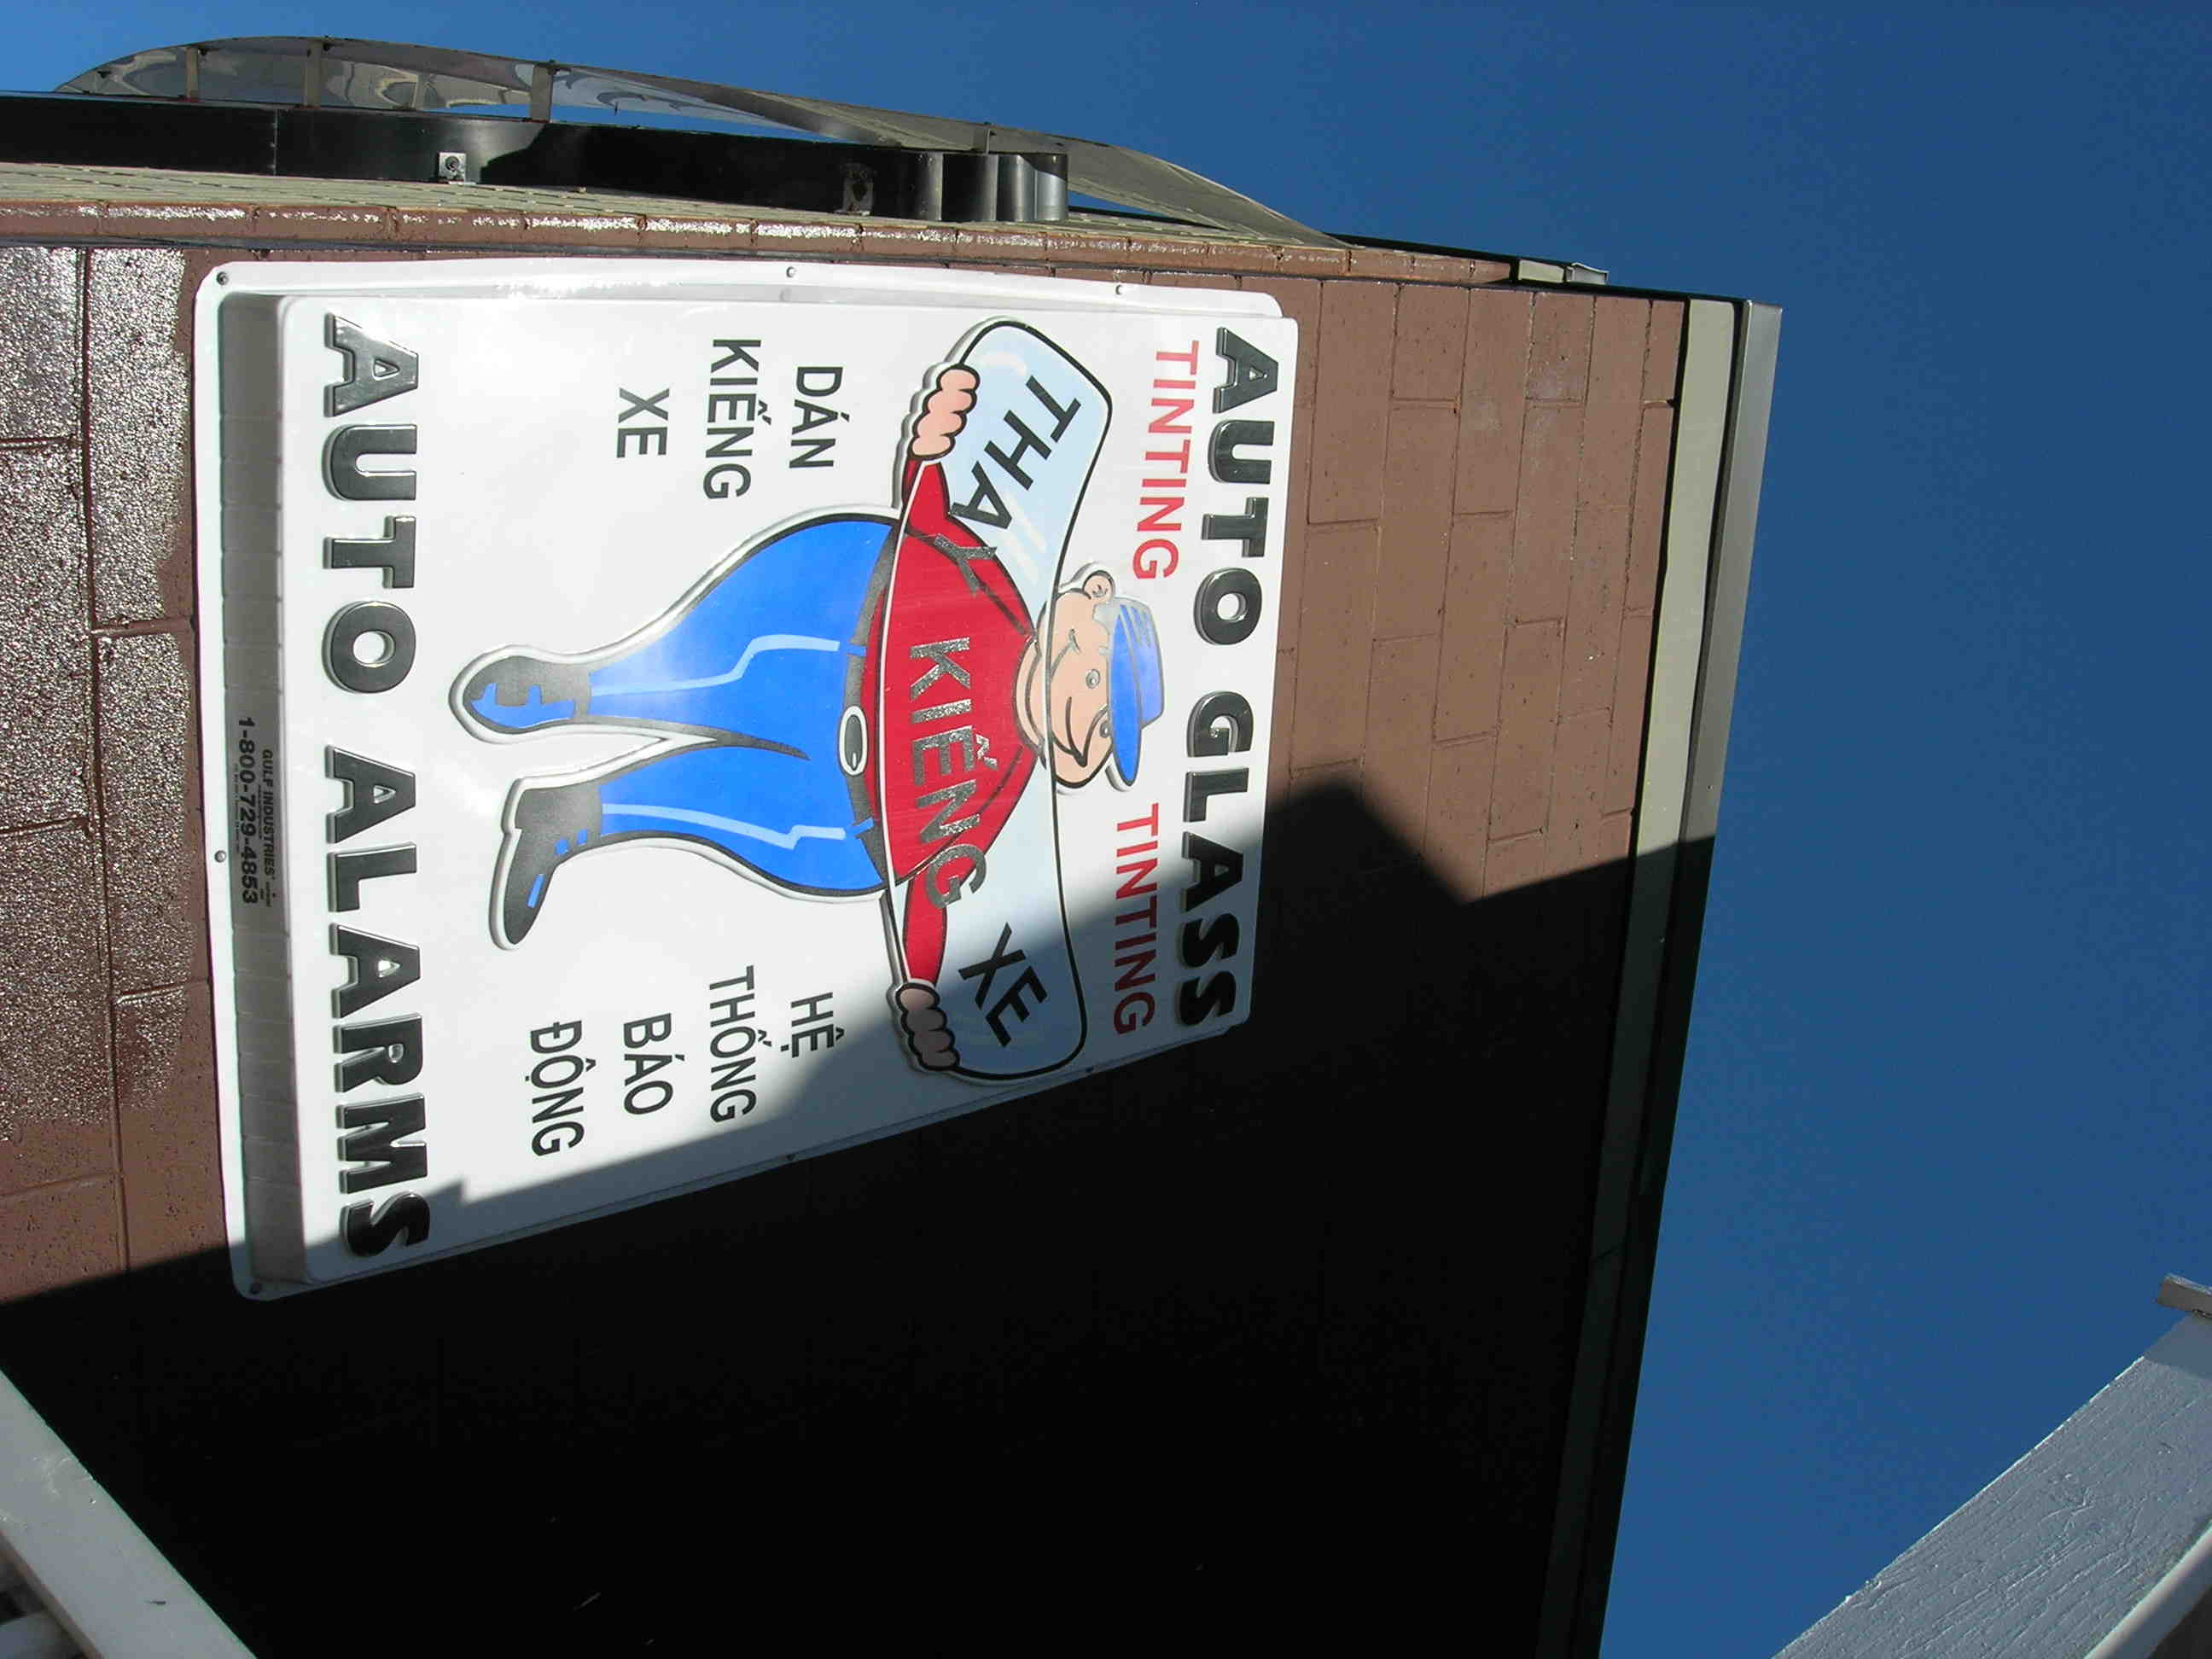 AUTO GLASS
TINTING TINTING
THAY KIẾNG XE
DÁN
KIẾNG
XE
HỆ
THỐNG
BÁO
ĐỘNG
AUTO ALARMS
GULF INDUSTRIES
1-800-729-4853